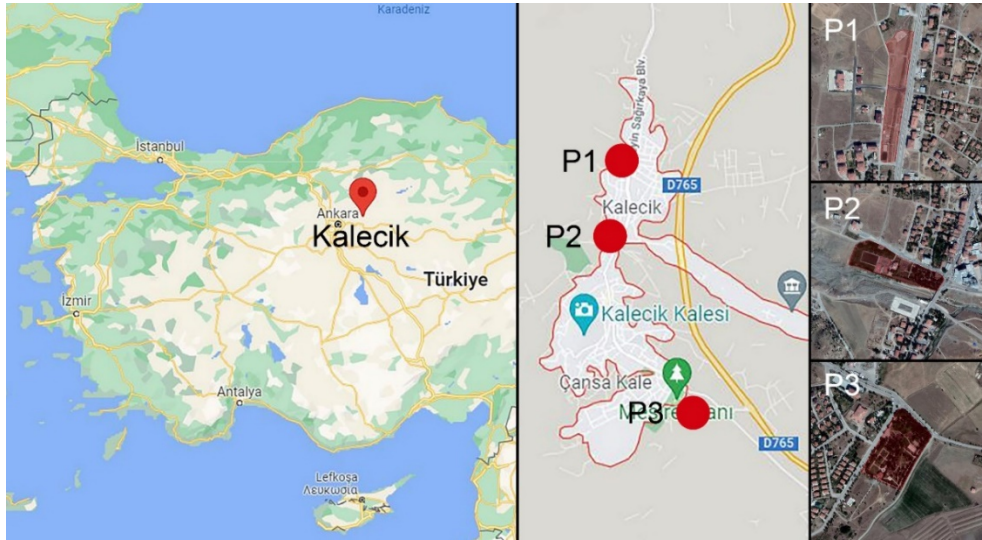 Karadeniz
İstanbul
Ankara
Kalecik
Türkiye
İzmir
Antalya
Lefkoşa
Λευκωσία
P1
D765
Kalecik
P2
Kalecik Kalesi
Çansa Kale
P3
D765
P1
P2
P3